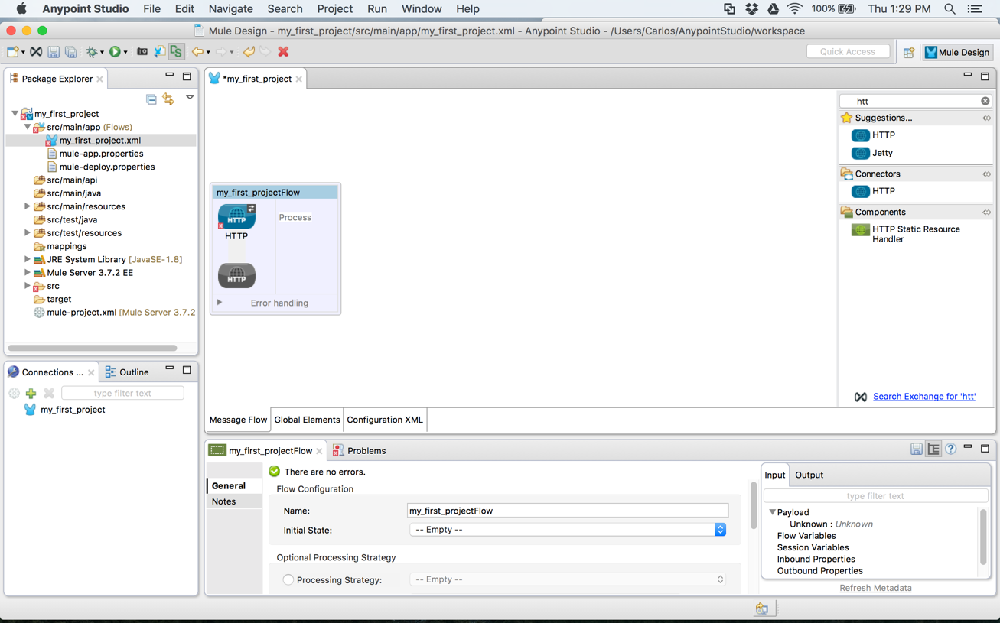 Anypoint Studio File Edit Navigate Search Project Run Window Help 100% Thu 1:29 PM
Mule Design - my_first_project/src/main/app/my_first_project.xml - Anypoint Studio - /Users/Carlos/AnypointStudio/workspace
DS Quick Access Mule Design
Package Explorer
my_first_project
src/main/app (Flows)
my_first_project.xml
mule-app.properties
mule-deploy.properties
src/main/api
src/main/java
src/main/resources
src/test/java
src/test/resources
mappings
JRE System Library [JavaSE-1.8]
Mule Server 3.7.2 EE
src
target
mule-project.xml [Mule Server 3.7.2
Connections ... Outline
type filter text
my_first_project
*my_first_project
my_first_projectFlow
HTTP
HTTP
Process
HTTP
Error handling
htt
Suggestions...
HTTP
Jetty
Connectors
HTTP
Components
HTTP Static Resource
Handler
Search Exchange for 'htt'
Message Flow Global Elements Configuration XML
my_first_projectFlow Problems
General
Notes
There are no errors.
Flow Configuration
Name: my_first_projectFlow
Initial State: -- Empty --
Optional Processing Strategy
Processing Strategy: -- Empty --
Input Output
type filter text
Payload
Unknown : Unknown
Flow Variables
Session Variables
Inbound Properties
Outbound Properties
Refresh Metadata